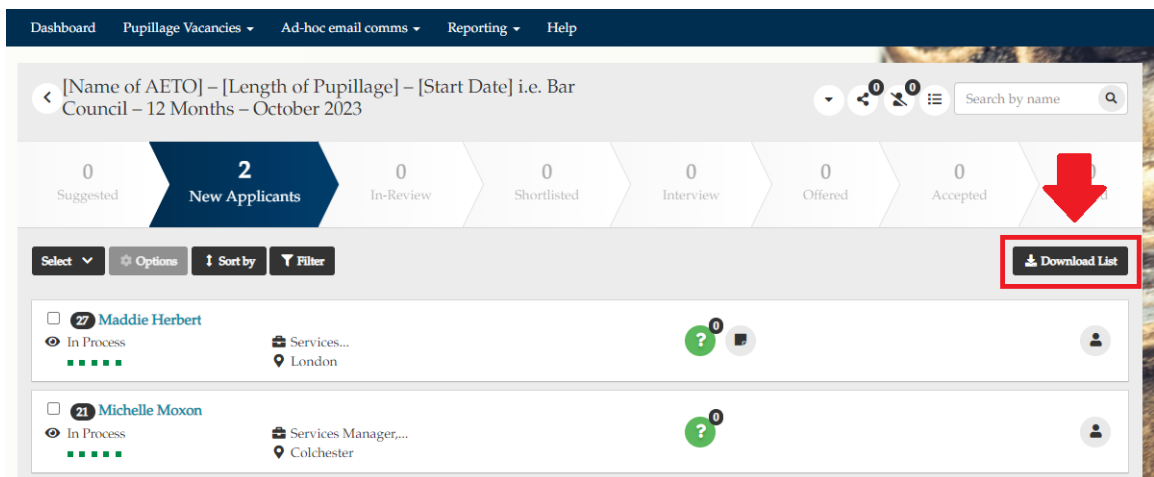 Dashboard Pupillage Vacancies Ad-hoc email comms Reporting Help
[Name of AETO] – [Length of Pupillage] – [Start Date] i.e. Bar
Council – 12 Months – October 2023
0 0 Search by name
0 2 0 0 0 0 0
Suggested New Applicants In-Review Shortlisted Interview Offered Accepted
Select Options Sort by Filter Download List
27 Maddie Herbert
0
In Process Services...
London
21 Michelle Moxon
0
In Process Services Manager,...
Colchester